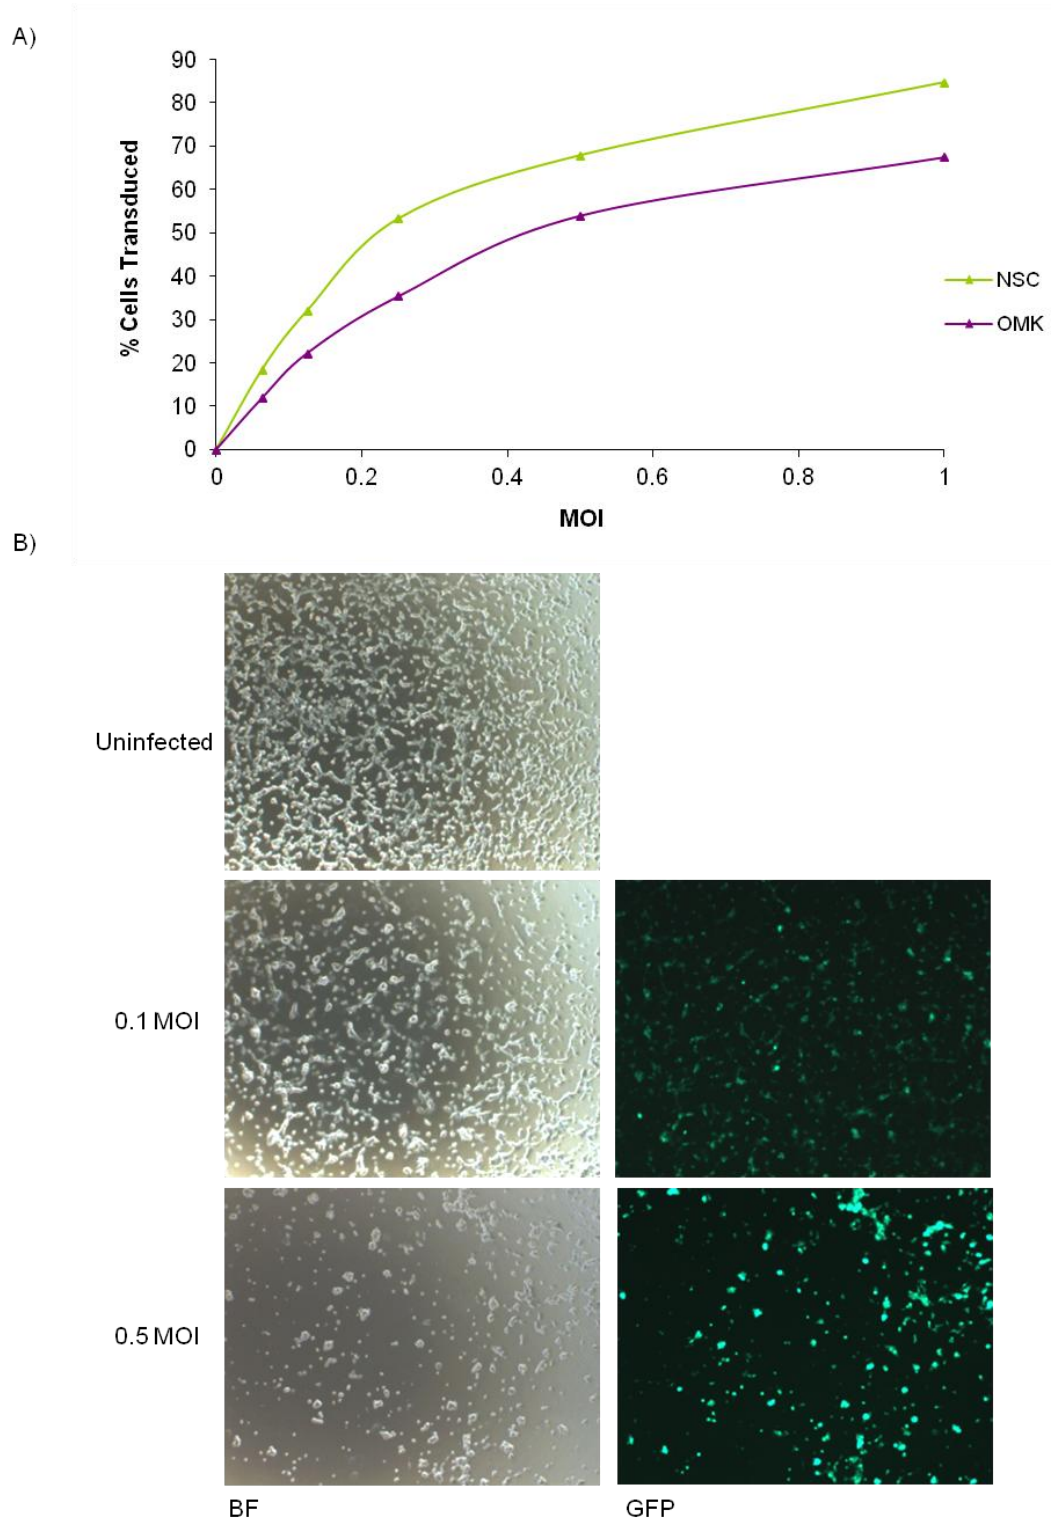 A)
90
80
70
60
50
40
30
20
10
0
% Cells Transduced
0 0.2 0.4 0.6 0.8 1
MOI
NSC
OMK
B)
Uninfected
0.1 MOI
0.5 MOI
BF GFP